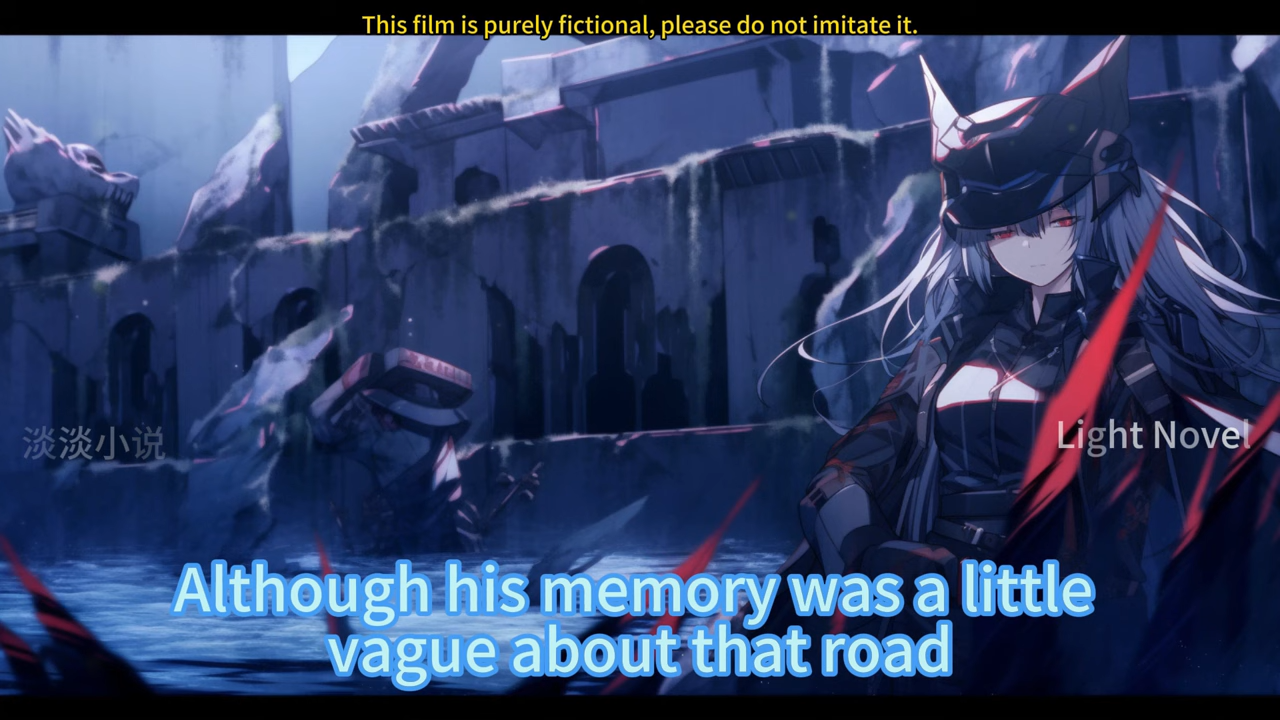 This film is purely fictional, please do not imitate it.
淡淡小说
Light Novel
Although his memory was a little
vague about that road